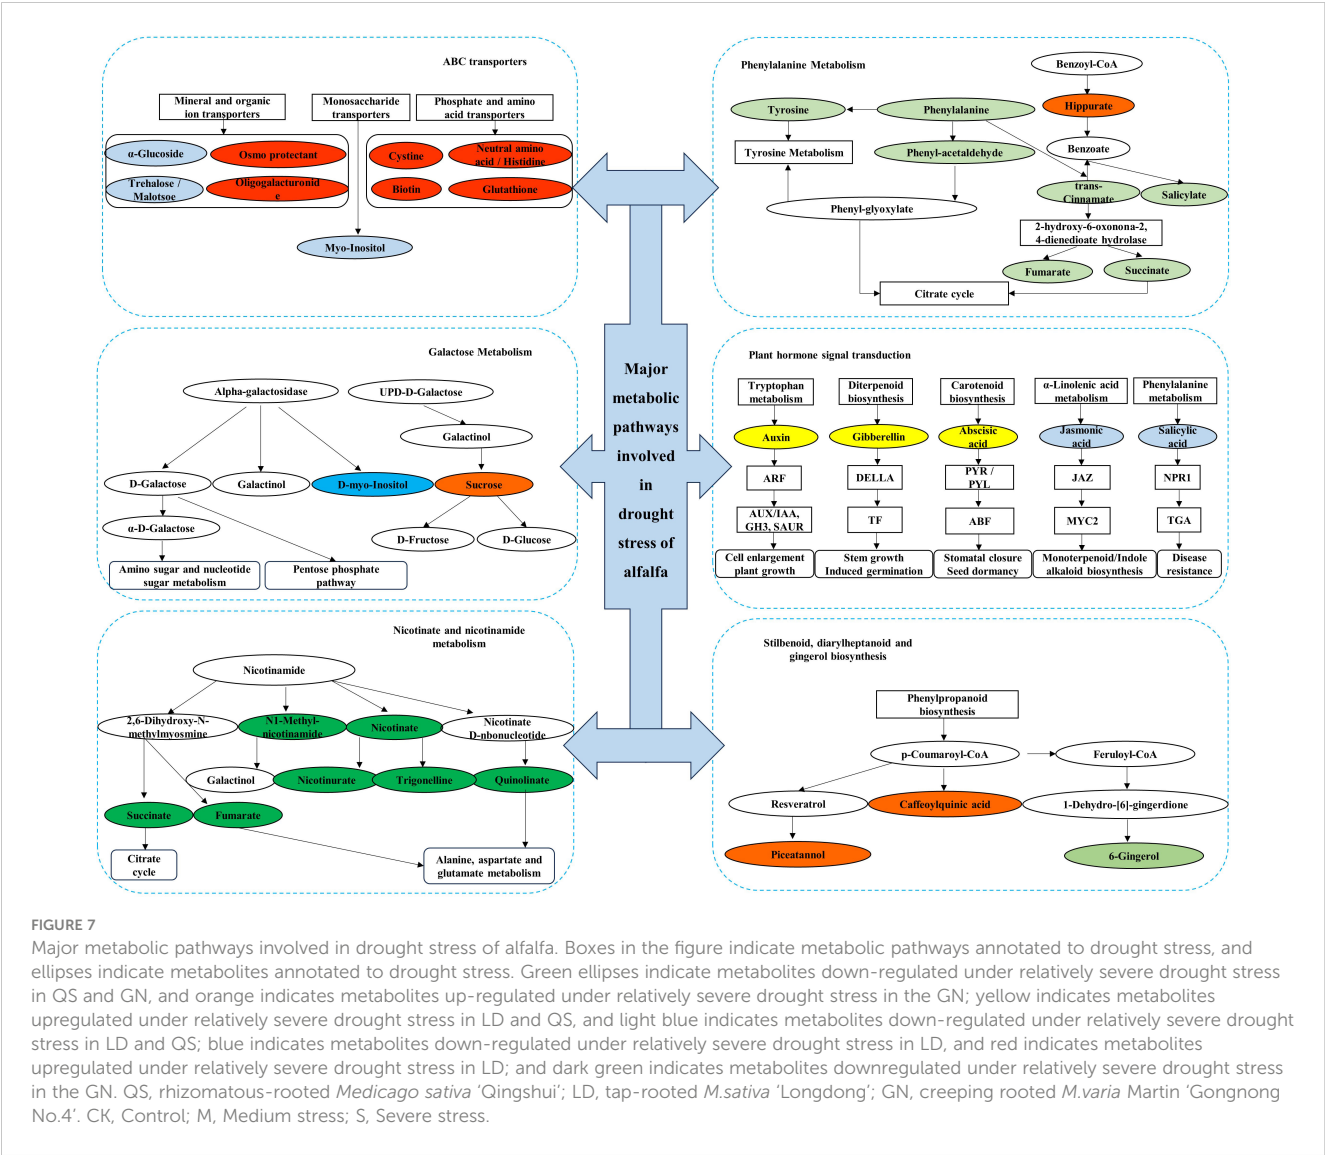 ABC transporters
Mineral and organic
ion transporters
Monosaccharide
transporters
Phosphate and amino
acid transporters
α-Glucoside
Osmo protectant
Trehalose /
Malotsoe
Oligogalacturonid
e
Cystine
Neutral amino
acid / Histidine
Biotin
Glutathione
Myo-Inositol
Phenylalanine Metabolism
Benzoyl-CoA
Hippurate
Tyrosine
Phenylalanine
Benzoate
Tyrosine Metabolism
Phenyl-acetaldehyde
trans-
Cinnamate
Salicylate
Phenyl-glyoxylate
2-hydroxy-6-oxonona-2,
4-dienedioate hydrolase
Fumarate
Succinate
Citrate cycle
Galactose Metabolism
Alpha-galactosidase
UPD-D-Galactose
Galactinol
D-Galactose
Galactinol
D-myo-Inositol
Sucrose
α-D-Galactose
D-Fructose
D-Glucose
Amino sugar and nucleotide
sugar metabolism
Pentose phosphate
pathway
Major
metabolic
pathways
involved
in
drought
stress of
alfalfa
Plant hormone signal transduction
Tryptophan
metabolism
Diterpenoid
biosynthesis
Carotenoid
biosynthesis
α-Linolenic acid
metabolism
Phenylalanine
metabolism
Auxin
Gibberellin
Abscisic
acid
Jasmonic
acid
Salicylic
acid
ARF
DELLA
PYR /
PYL
JAZ
NPR1
AUX/IAA,
GH3, SAUR
TF
ABF
MYC2
TGA
Cell enlargement
plant growth
Stem growth
Induced germination
Stomatal closure
Seed dormancy
Monoterpenoid/Indole
alkaloid biosynthesis
Disease
resistance
Nicotinate and nicotinamide
metabolism
Nicotinamide
2,6-Dihydroxy-N-
methylmyosmine
N1-Methyl-
nicotinamide
Nicotinate
Nicotinate
D-nbonucleotide
Galactinol
Nicotinurate
Trigonelline
Quinolinate
Succinate
Fumarate
Citrate
cycle
Alanine, aspartate and
glutamate metabolism
Stilbenoid, diarylheptanoid and
gingerol biosynthesis
Phenylpropanoid
biosynthesis
p-Coumaroyl-CoA
Feruloyl-CoA
Resveratrol
Caffeoylquinic acid
1-Dehydro-[6]-gingerdione
Piceatannol
6-Gingerol
FIGURE 7
Major metabolic pathways involved in drought stress of alfalfa. Boxes in the figure indicate metabolic pathways annotated to drought stress, and
ellipses indicate metabolites annotated to drought stress. Green ellipses indicate metabolites down-regulated under relatively severe drought stress
in QS and GN, and orange indicates metabolites up-regulated under relatively severe drought stress in the GN; yellow indicates metabolites
upregulated under relatively severe drought stress in LD and QS, and light blue indicates metabolites down-regulated under relatively severe drought
stress in LD and QS; blue indicates metabolites down-regulated under relatively severe drought stress in LD, and red indicates metabolites
upregulated under relatively severe drought stress in LD; and dark green indicates metabolites downregulated under relatively severe drought stress
in the GN. QS, rhizomatous-rooted Medicago sativa ‘Qingshui’; LD, tap-rooted M.sativa ‘Longdong’; GN, creeping rooted M.varia Martin ‘Gongnong
No.4’. CK, Control; M, Medium stress; S, Severe stress.